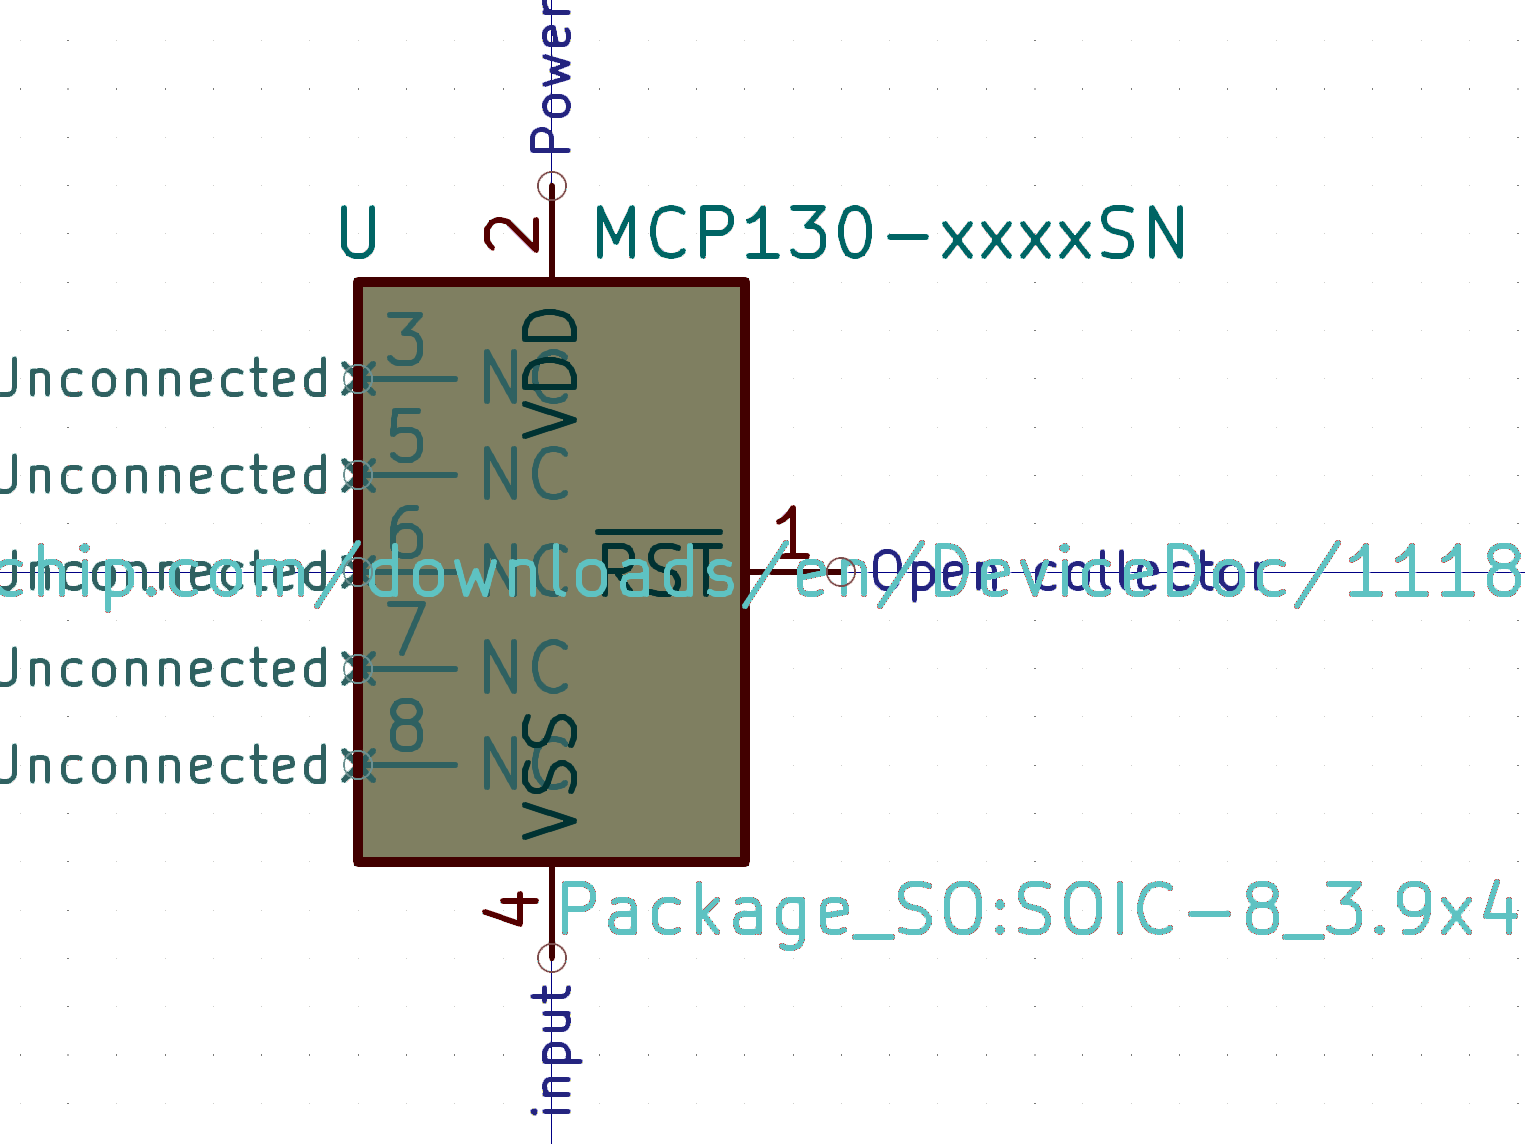 Power
U
2
MCP130-xxxxSN
VDD
3
NC
Unconnected
5
NC
Unconnected
6
NC
Unconnected
RST
1
Open collector
chip.com/downloads/en/DeviceDoc/1118
7
NC
Unconnected
8
NC
Unconnected
VSS
4
Package_SO:SOIC-8_3.9x4
input